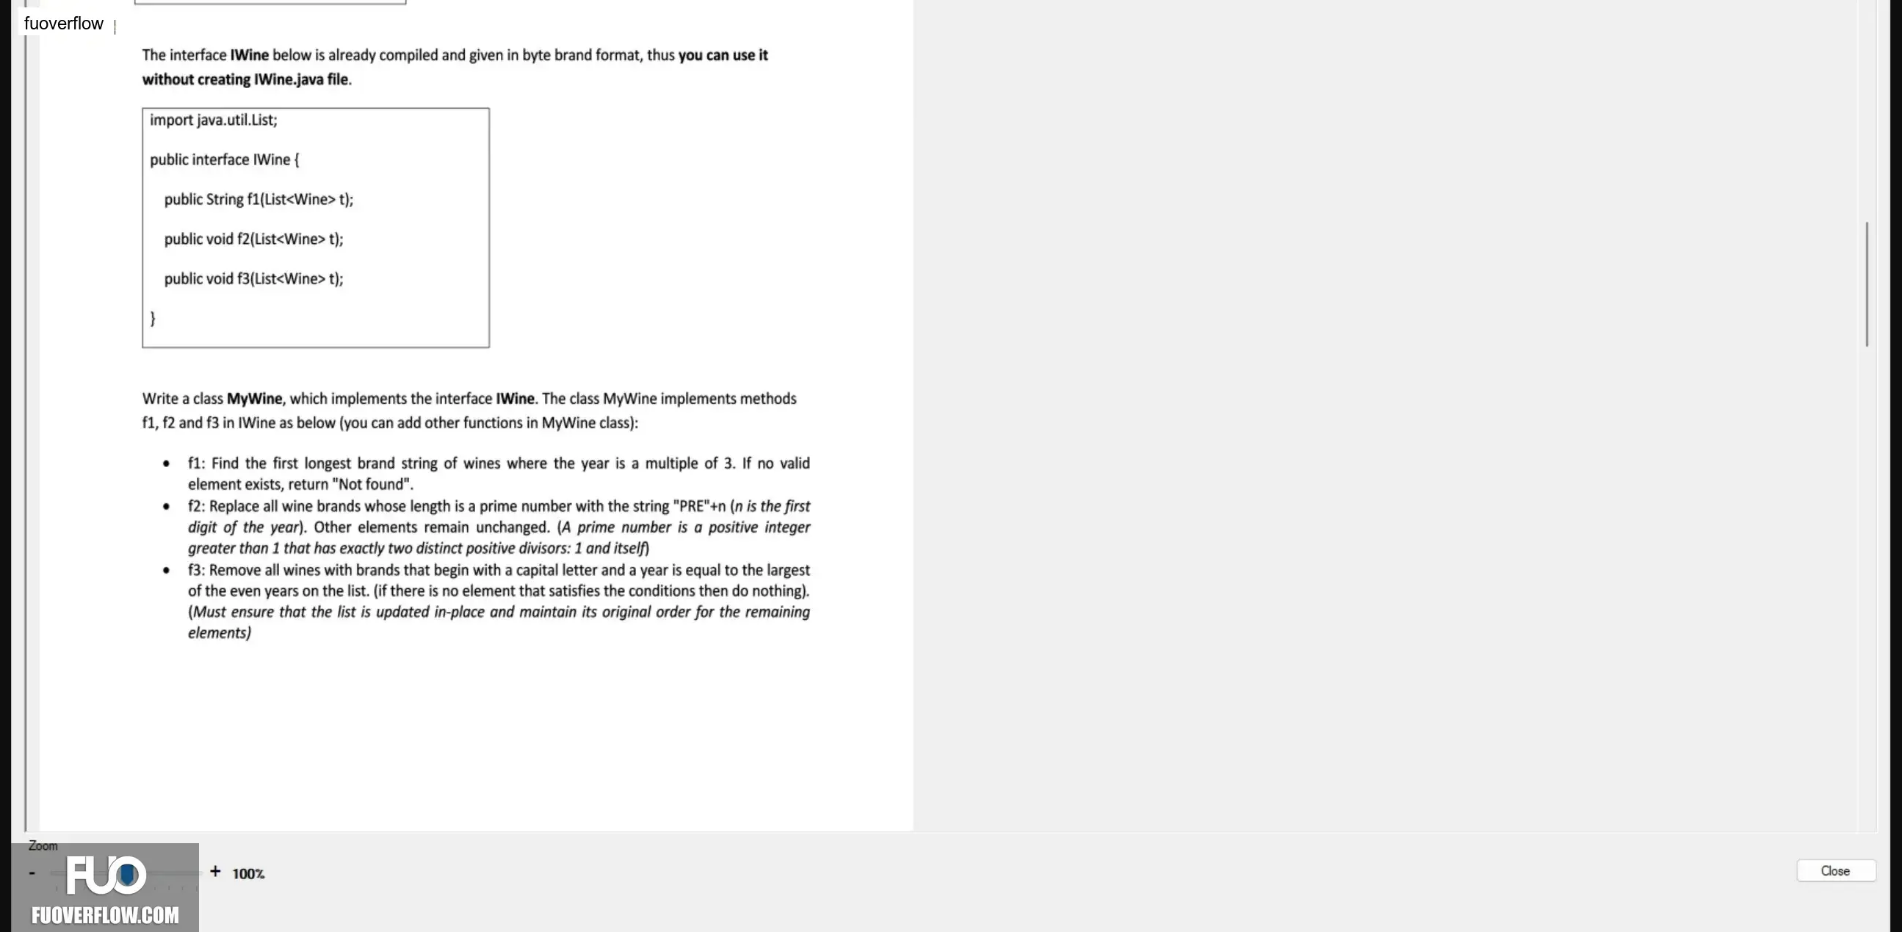 fuoverflow
The interface IWine below is already compiled and given in byte brand format, thus you can use it
without creating IWine.java file.
import java.util.List;
public interface IWine {
public String f1(List<Wine> t);
public void f2(List<Wine> t);
public void f3(List<Wine> t);
}
Write a class MyWine, which implements the interface IWine. The class MyWine implements methods
f1, f2 and f3 in IWine as below (you can add other functions in MyWine class):
• f1: Find the first longest brand string of wines where the year is a multiple of 3. If no valid
element exists, return "Not found".
• f2: Replace all wine brands whose length is a prime number with the string "PRE"+n (n is the first
digit of the year). Other elements remain unchanged. (A prime number is a positive integer
greater than 1 that has exactly two distinct positive divisors: 1 and itself)
• f3: Remove all wines with brands that begin with a capital letter and a year is equal to the largest
of the even years on the list. (if there is no element that satisfies the conditions then do nothing).
(Must ensure that the list is updated in-place and maintain its original order for the remaining
elements)
Zoom
- + 100%
Close
FUO
FUOVERFLOW.COM